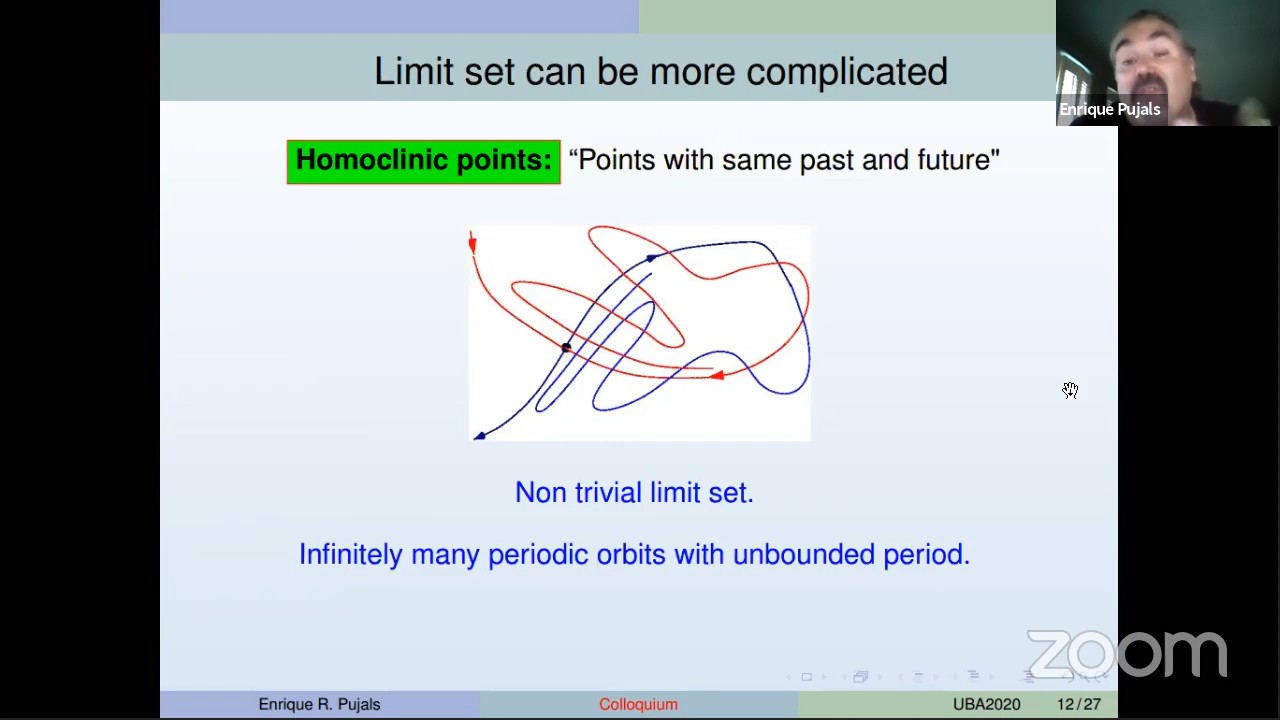 Limit set can be more complicated
Enrique Pujals
Homoclinic points: “Points with same past and future"
Non trivial limit set.
Infinitely many periodic orbits with unbounded period.
zoom
Enrique R. Pujals Colloquium UBA2020 12/27